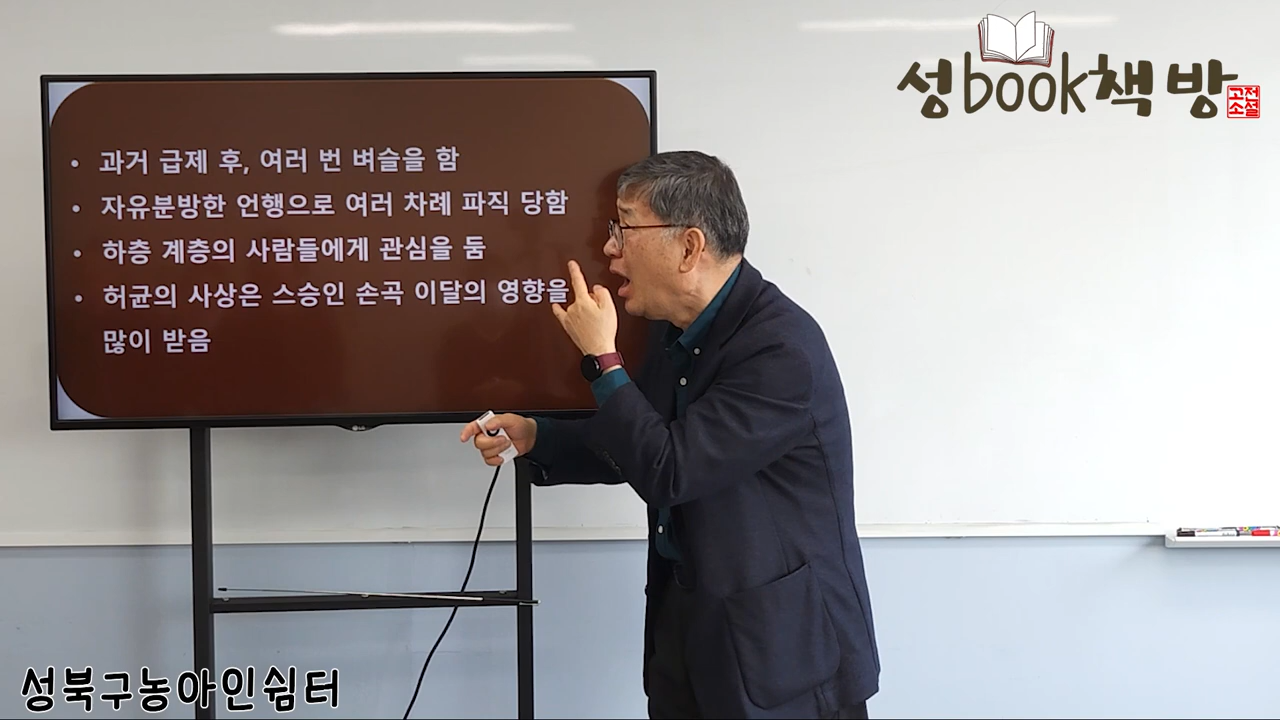 성book책방
고전
소설
• 과거 급제 후, 여러 번 벼슬을 함
• 자유분방한 언행으로 여러 차례 파직 당함
• 하층 계층의 사람들에게 관심을 둠
• 허균의 사상은 스승인 손곡 이달의 영향을
많이 받음
성북구농아인쉼터